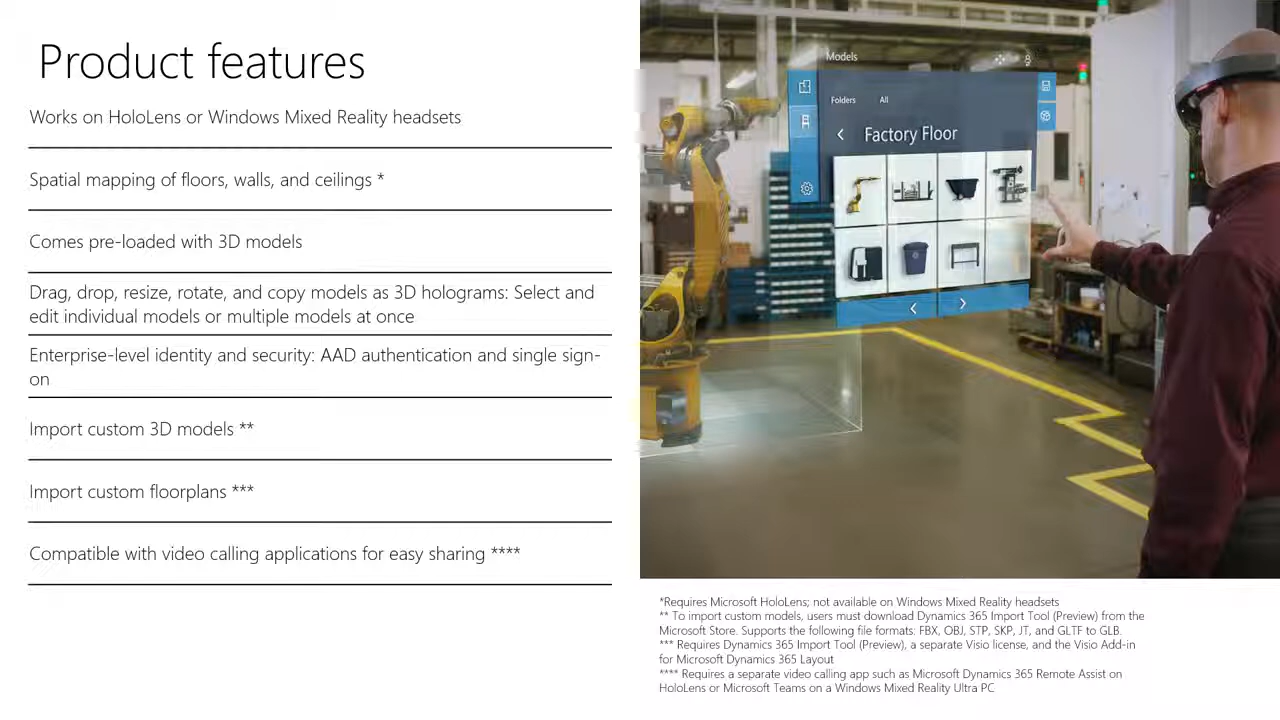 Product features
Works on HoloLens or Windows Mixed Reality headsets
Spatial mapping of floors, walls, and ceilings *
Comes pre-loaded with 3D models
Drag, drop, resize, rotate, and copy models as 3D holograms: Select and
edit individual models or multiple models at once
Enterprise-level identity and security: AAD authentication and single sign-
on
Import custom 3D models **
Import custom floorplans ***
Compatible with video calling applications for easy sharing ****
Models
Folders All
Factory Floor
*Requires Microsoft HoloLens; not available on Windows Mixed Reality headsets
** To import custom models, users must download Dynamics 365 Import Tool (Preview) from the
Microsoft Store. Supports the following file formats: FBX, OBJ, STP, SKP, JT, and GLTF to GLB.
*** Requires Dynamics 365 Import Tool (Preview), a separate Visio license, and the Visio Add-in
for Microsoft Dynamics 365 Layout
**** Requires a separate video calling app such as Microsoft Dynamics 365 Remote Assist on
HoloLens or Microsoft Teams on a Windows Mixed Reality Ultra PC